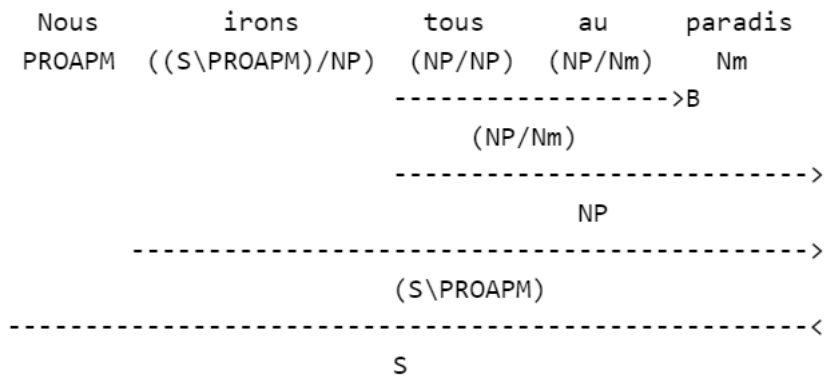 Nous irons tous au paradis
PROAPM ((S\PROAPM)/NP) (NP/NP) (NP/Nm) Nm
------------------>B
(NP/Nm)
--------------------------->
NP
-------------------------------------------->
(S\PROAPM)
----------------------------------------------------<
S